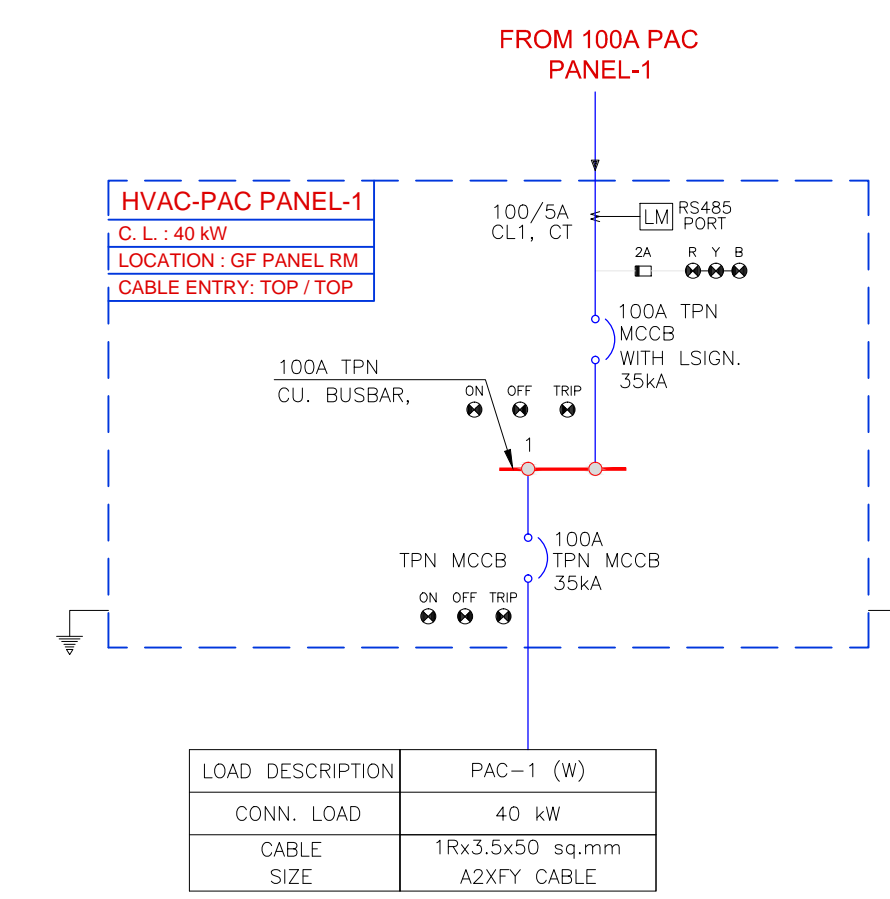 FROM 100A PAC
PANEL-1
HVAC-PAC PANEL-1
C. L. : 40 kW
LOCATION : GF PANEL RM
CABLE ENTRY: TOP / TOP
100/5A
CL1, CT
LM
RS485
PORT
2A
R Y B
100A TPN
MCCB
WITH LSIGN.
35kA
100A TPN
CU. BUSBAR,
ON OFF TRIP
1
TPN MCCB
100A
TPN MCCB
35kA
ON OFF TRIP
LOAD DESCRIPTION PAC-1 (W)
CONN. LOAD 40 kW
CABLE
SIZE
1Rx3.5x50 sq.mm
A2XFY CABLE